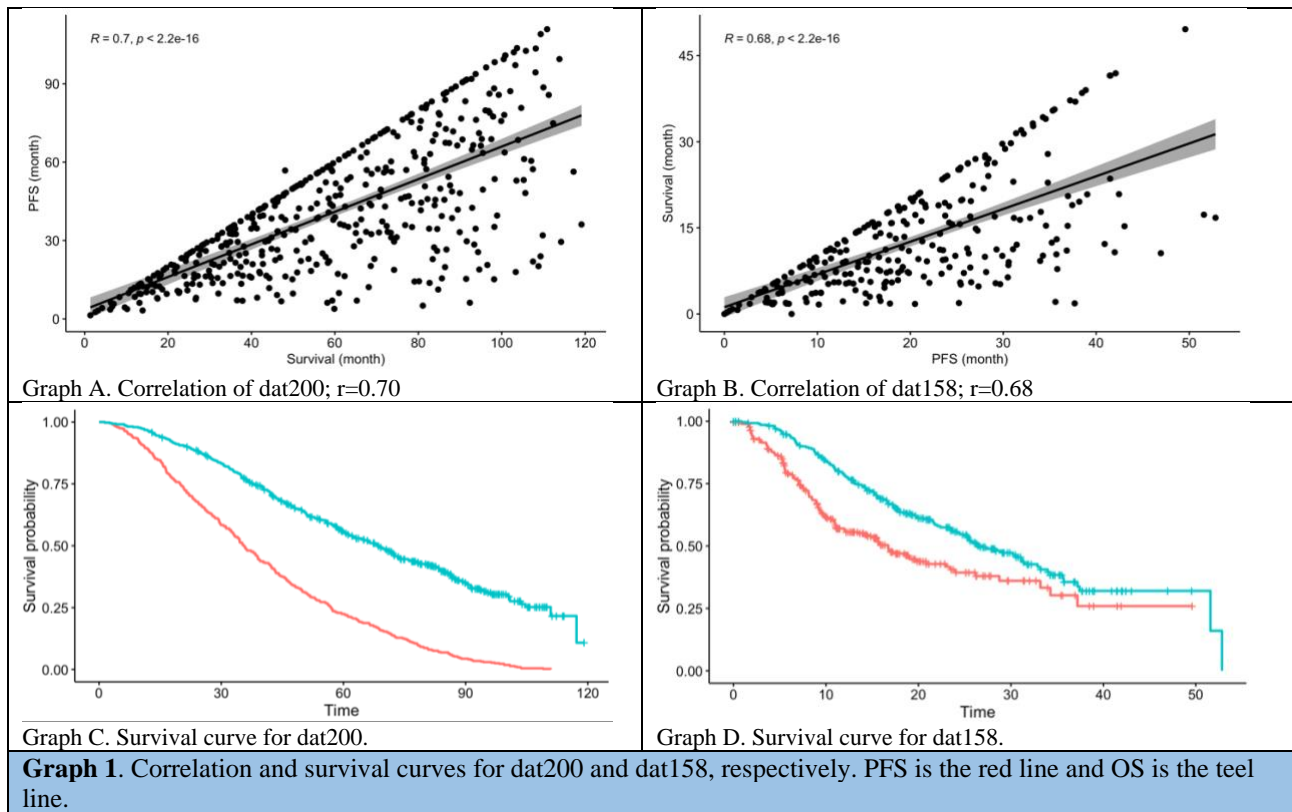 R = 0.7, p < 2.2e-16
90
60
30
0
PFS (month)
0 20 40 60 80 100 120
Survival (month)
Graph A. Correlation of dat200; r=0.70
R = 0.68, p < 2.2e-16
45
30
15
0
Survival (month)
0 10 20 30 40 50
PFS (month)
Graph B. Correlation of dat158; r=0.68
1.00
0.75
0.50
0.25
0.00
Survival probability
0 30 60 90 120
Time
Graph C. Survival curve for dat200.
1.00
0.75
0.50
0.25
0.00
Survival probability
0 10 20 30 40 50
Time
Graph D. Survival curve for dat158.
Graph 1. Correlation and survival curves for dat200 and dat158, respectively. PFS is the red line and OS is the teel
line.